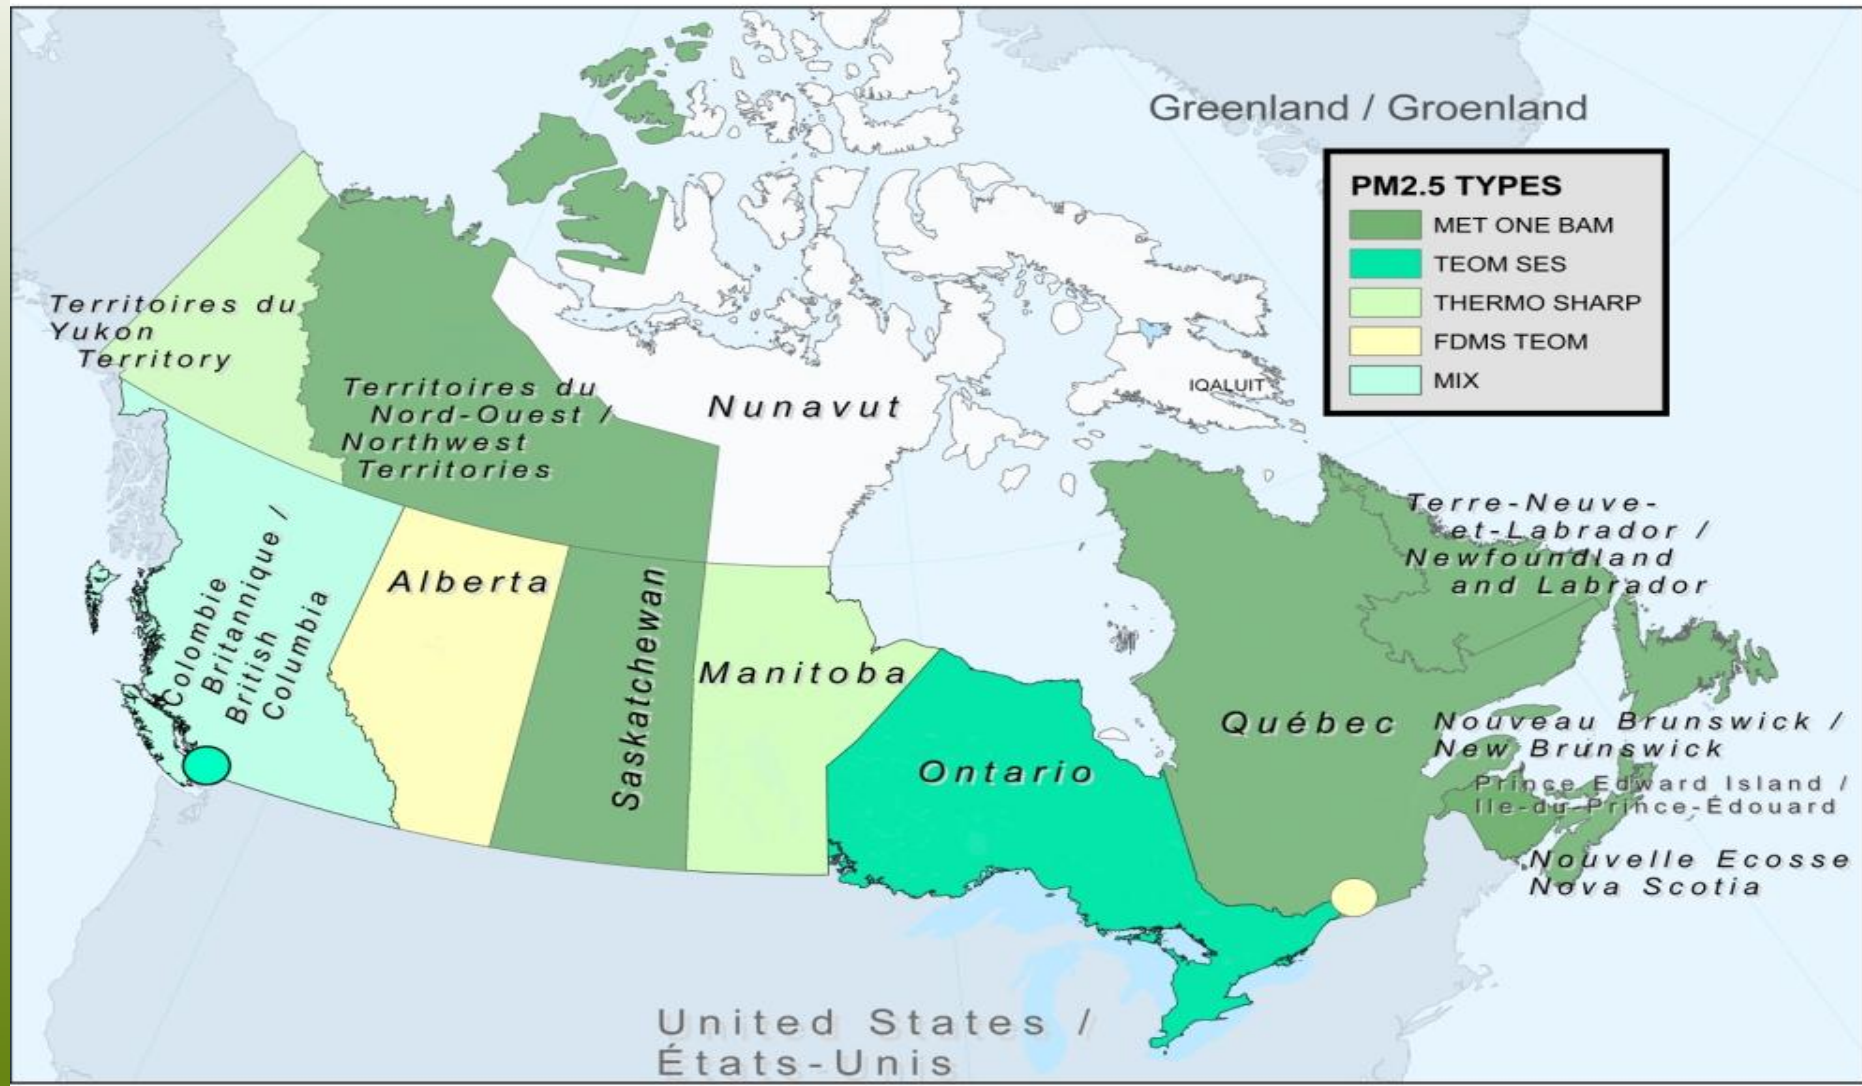 Greenland / Groenland
PM2.5 TYPES
MET ONE BAM
TEOM SES
THERMO SHARP
FDMS TEOM
MIX
Territoires du
Yukon
Territory
Territoires du
Nord-Ouest /
Northwest
Territories
Nunavut
IQALUIT
Terre-Neuve-
et-Labrador /
Newfoundland
and Labrador
Colombie
Britannique /
British
Columbia
Alberta
Saskatchewan
Manitoba
Ontario
Québec
Nouveau Brunswick /
New Brunswick
Prince Edward Island /
Ile-du-Prince-Édouard
Nouvelle Ecosse
Nova Scotia
United States /
États-Unis